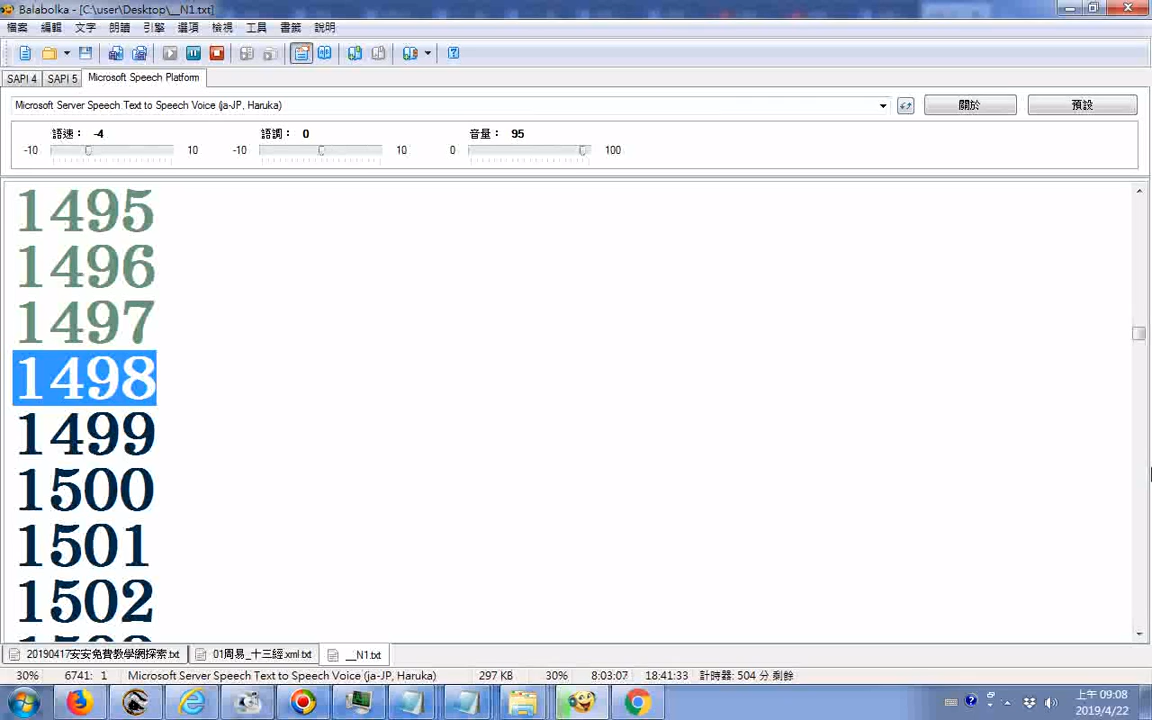 Balabolka - [C:\user\Desktop\__N1.txt]
檔案 編輯 文字 朗讀 引擎 選項 檢視 工具 書籤 說明
SAPI 4 SAPI 5 Microsoft Speech Platform
Microsoft Server Speech Text to Speech Voice (ja-JP, Haruka) 關於 預設
語速： -4 語調： 0 音量： 95
-10 10 -10 10 0 100
1495
1496
1497
1498
1499
1500
1501
1502
20190417安安免費教學網探索.txt 01周易_十三經.xml.txt __N1.txt
30% 6741: 1 Microsoft Server Speech Text to Speech Voice (ja-JP, Haruka) 297 KB 30% 8:03:07 18:41:33 計時器: 504 分 剩餘
上午 09:08
2019/4/22